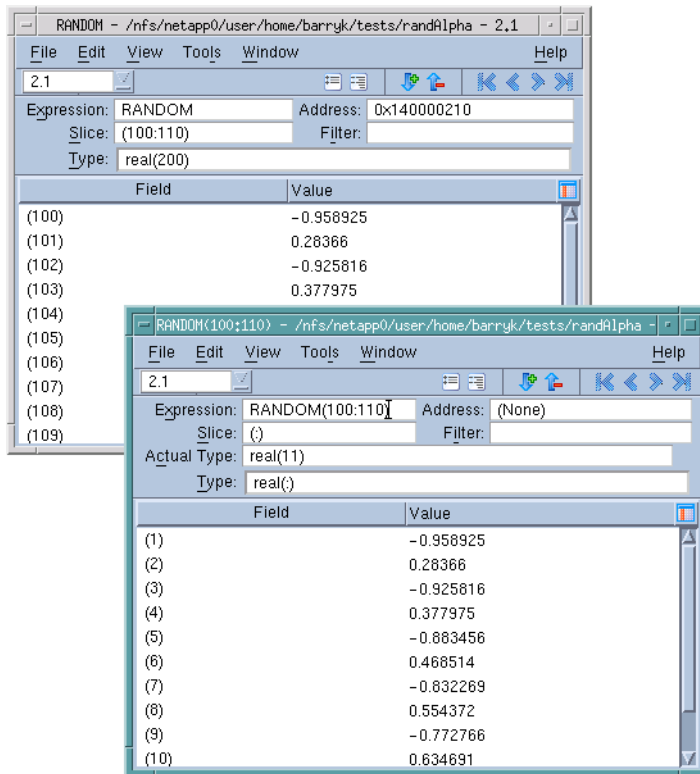 RANDOM - /nfs/netapp0/user/home/barryk/tests/randAlpha - 2.1
File Edit View Tools Window Help
2.1
Expression: RANDOM Address: 0x140000210
Slice: (100:110) Filter:
Type: real(200)
Field Value
(100) -0.958925
(101) 0.28366
(102) -0.925816
(103) 0.377975
(104)
(105)
(106)
(107)
(108)
(109)
RANDOM(100:110) - /nfs/netapp0/user/home/barryk/tests/randAlpha -
File Edit View Tools Window Help
2.1
Expression: RANDOM(100:110) Address: (None)
Slice: (:) Filter:
Actual Type: real(11)
Type: real(:)
Field Value
(1) -0.958925
(2) 0.28366
(3) -0.925816
(4) 0.377975
(5) -0.883456
(6) 0.468514
(7) -0.832269
(8) 0.554372
(9) -0.772766
(10) 0.634691